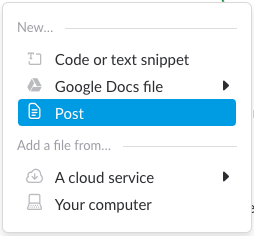 New...
Code or text snippet
Google Docs file
Post
Add a file from...
A cloud service
Your computer